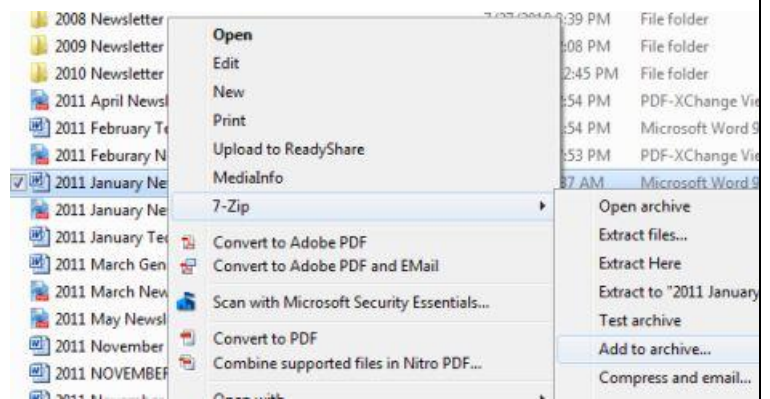 2008 Newsletter
2009 Newsletter
2010 Newsletter
2011 April Newsl
2011 February Te
2011 Feburary N
2011 January Ne
2011 January Ne
2011 January Tec
2011 March Gen
2011 March New
2011 May Newsl
2011 November
2011 NOVEMBER
Open
Edit
New
Print
Upload to ReadyShare
MediaInfo
7-Zip
Convert to Adobe PDF
Convert to Adobe PDF and EMail
Scan with Microsoft Security Essentials...
Convert to PDF
Combine supported files in Nitro PDF...
Open with
:39 PM File folder
:08 PM File folder
2:45 PM File folder
:54 PM PDF-XChange Vie
:54 PM Microsoft Word 9
:53 PM PDF-XChange Vie
37 AM Microsoft Word 9
Open archive
Extract files...
Extract Here
Extract to "2011 January
Test archive
Add to archive...
Compress and email...